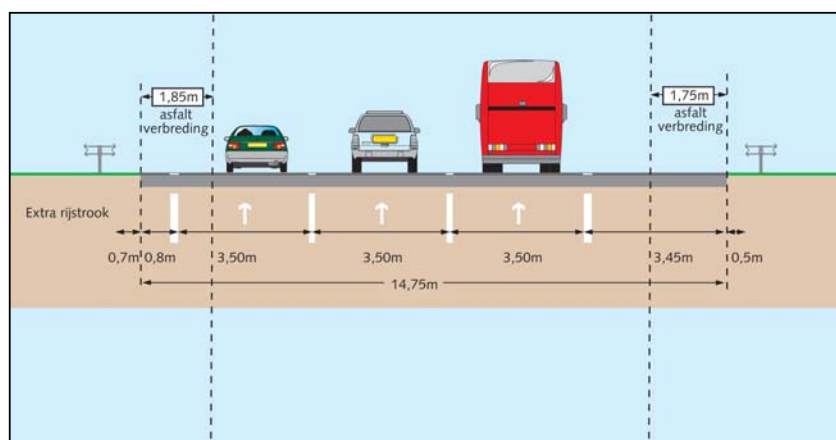 1,85m
asfalt
verbreding
1,75m
asfalt
verbreding
Extra rijstrook
0,7m 0,8m 3,50m 3,50m 3,50m 3,45m 0,5m
14,75m